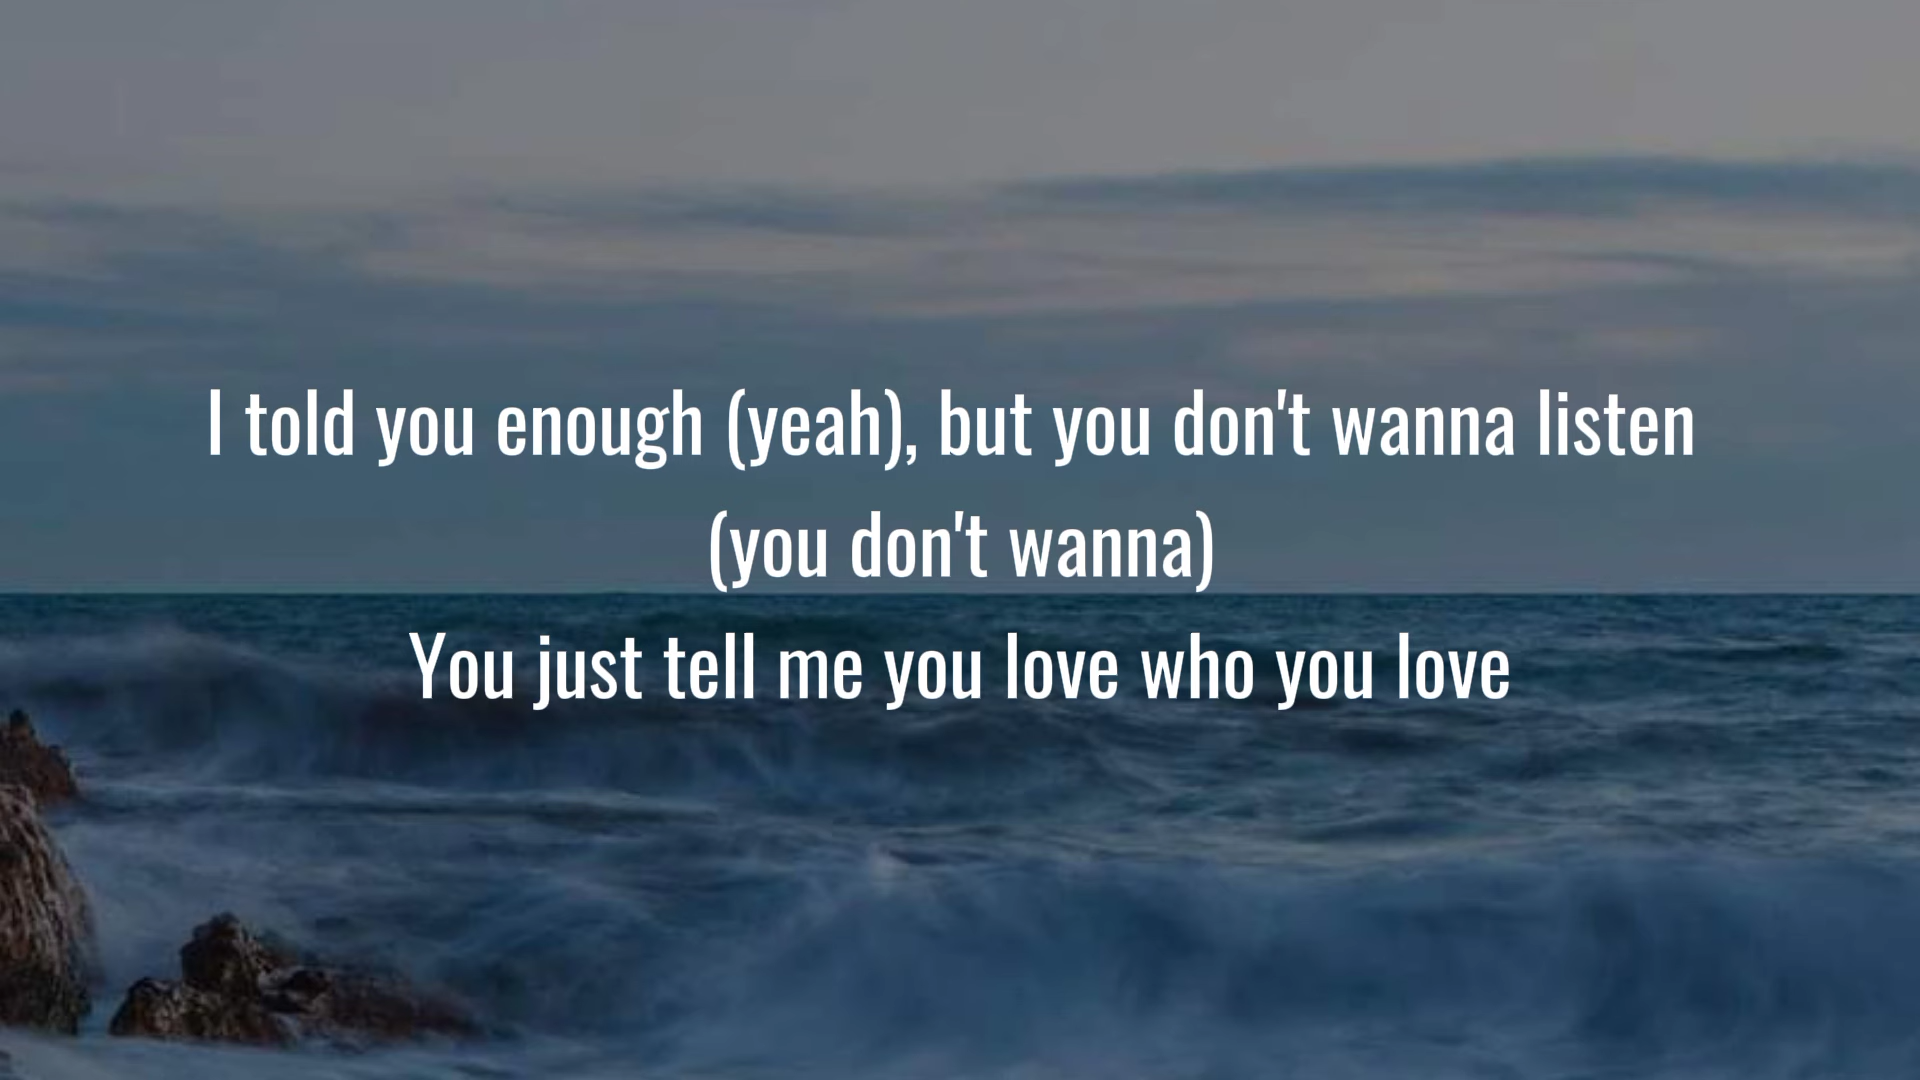 I told you enough (yeah), but you don't wanna listen
(you don't wanna)
You just tell me you love who you love